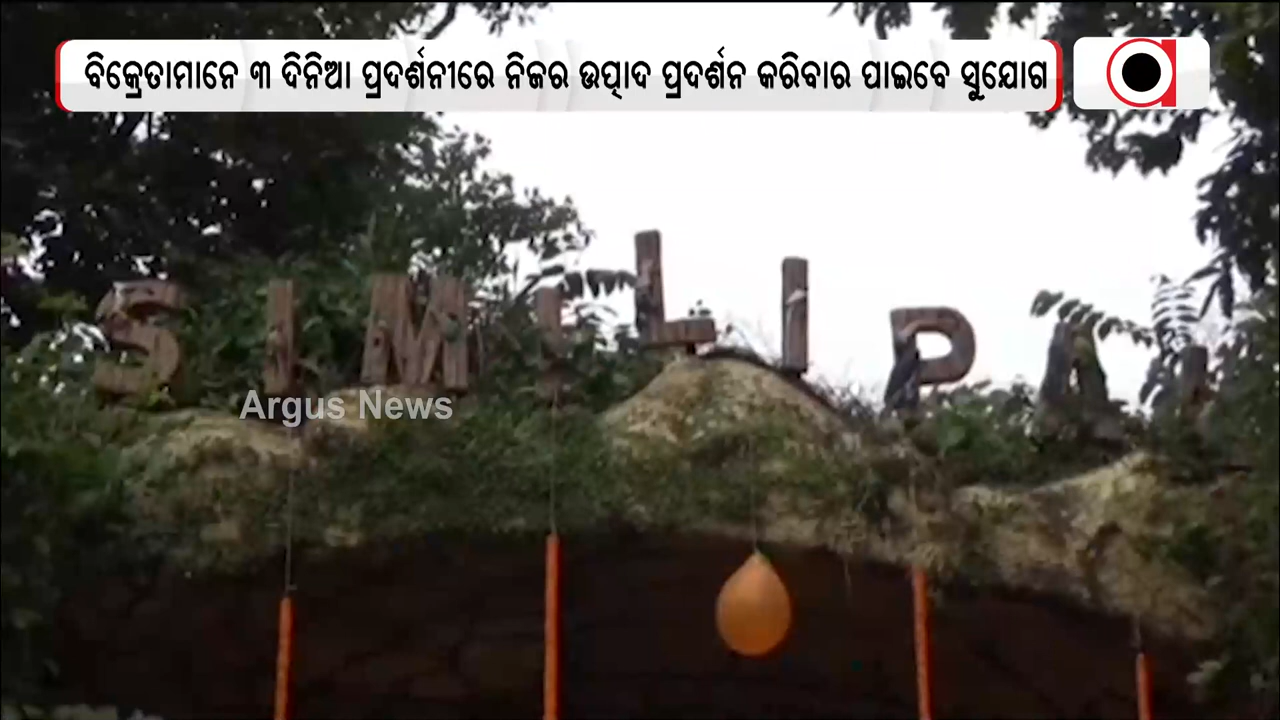 ବିକ୍ରେତାମାନେ ୩ ଦିନିଆ ପ୍ରଦର୍ଶନୀରେ ନିଜର ଉତ୍ପାଦ ପ୍ରଦର୍ଶନ କରିବାର ପାଇବେ ସୁଯୋଗ
SIMILIPAL
Argus News